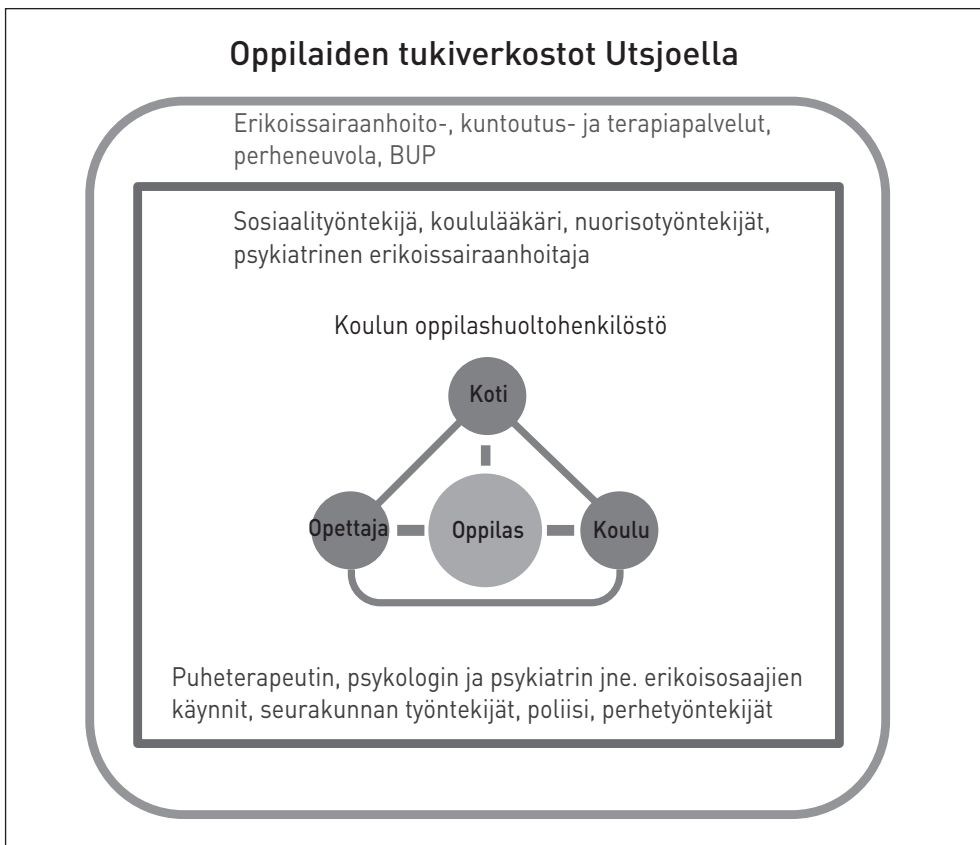 Oppilaiden tukiverkostot Utsjoella
Erikoissairaanhoito-, kuntoutus- ja terapiapalvelut,
perheneuvola, BUP
Sosiaalityöntekijä, koululääkäri, nuorisotyöntekijät,
psykiatrinen erikoissairaanhoitaja
Koulun oppilashuoltohenkilöstö
Koti
Opettaja
Oppilas
Koulu
Puheterapeutin, psykologin ja psykiatrin jne. erikoisosaajien
käynnit, seurakunnan työntekijät, poliisi, perhetyöntekijät